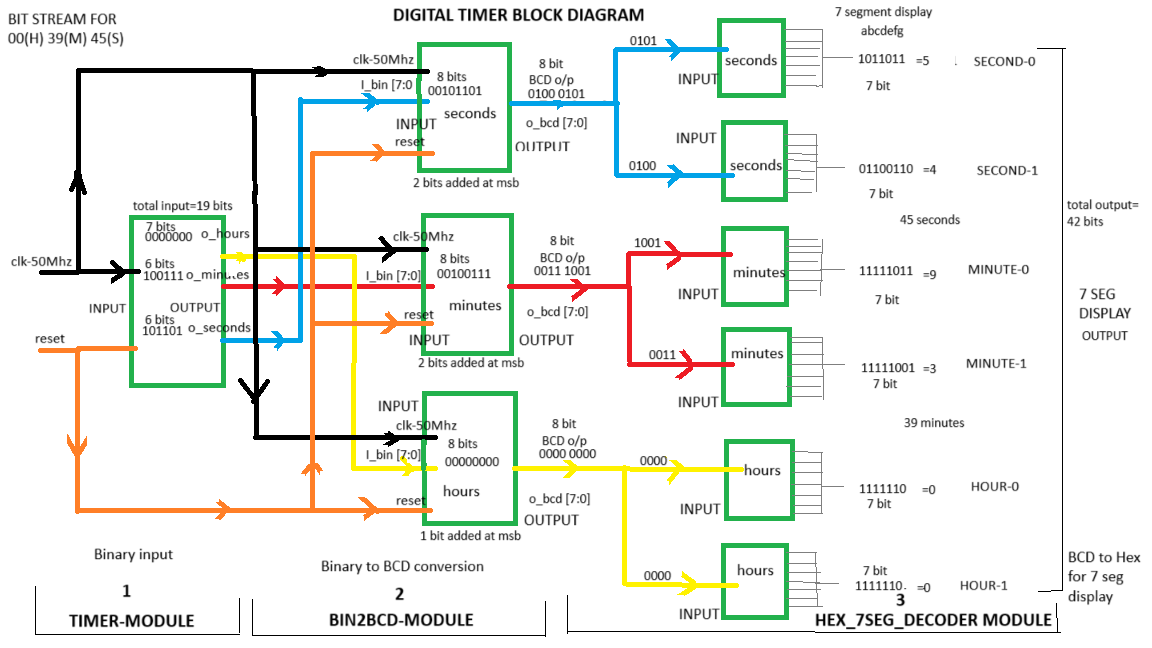 DIGITAL TIMER BLOCK DIAGRAM
BIT STREAM FOR
00(H) 39(M) 45(S)
clk-50Mhz
reset
total input=19 bits
7 bits
0000000
o_hours
6 bits
100111
o_minutes
INPUT
OUTPUT
6 bits
101101
o_seconds
clk-50Mhz
I_bin [7:0
INPUT
reset
8 bits
00101101
seconds
2 bits added at msb
8 bit
BCD o/p
0100 0101
o_bcd [7:0]
OUTPUT
clk-50Mhz
I_bin [7:0]
reset
INPUT
8 bits
00100111
minutes
2 bits added at msb
8 bit
BCD o/p
0011 1001
o_bcd [7:0]
OUTPUT
INPUT
clk-50Mhz
I_bin [7:0]
reset
8 bits
00000000
hours
1 bit added at msb
8 bit
BCD o/p
0000 0000
o_bcd [7:0]
OUTPUT
7 segment display
abcdefg
0101
INPUT
seconds
1011011 =5
7 bit
SECOND-0
INPUT
0100
seconds
01100110 =4
7 bit
SECOND-1
45 seconds
1001
INPUT
minutes
11111011 =9
7 bit
MINUTE-0
0011
INPUT
minutes
11111001 =3
7 bit
MINUTE-1
39 minutes
0000
INPUT
hours
1111110 =0
7 bit
HOUR-0
0000
INPUT
hours
7 bit
1111110. =0
HOUR-1
total output=
42 bits
7 SEG
DISPLAY
OUTPUT
BCD to Hex
for 7 seg
display
Binary input
1
TIMER-MODULE
Binary to BCD conversion
2
BIN2BCD-MODULE
3
HEX_7SEG_DECODER MODULE